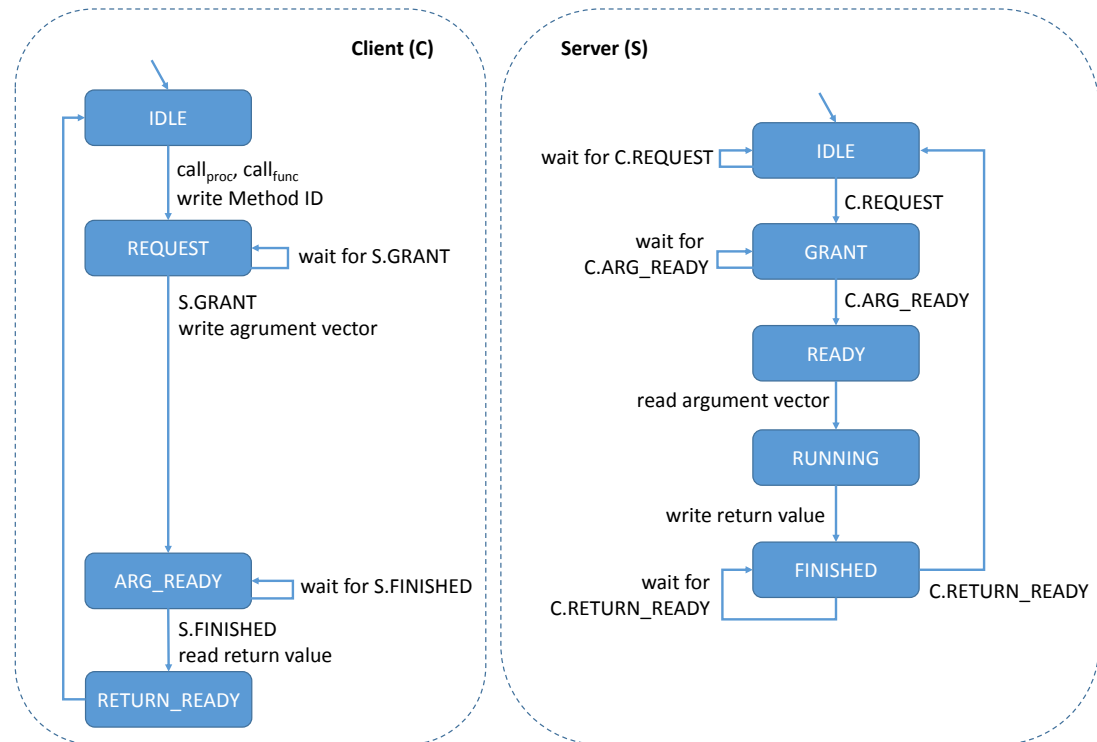 Client (C)
IDLE
callproc, callfunc
write Method ID
REQUEST
wait for S.GRANT
S.GRANT
write agrument vector
ARG_READY
wait for S.FINISHED
S.FINISHED
read return value
RETURN_READY
Server (S)
IDLE
wait for C.REQUEST
C.REQUEST
wait for
C.ARG_READY
GRANT
C.ARG_READY
READY
read argument vector
RUNNING
write return value
FINISHED
wait for
C.RETURN_READY
C.RETURN_READY